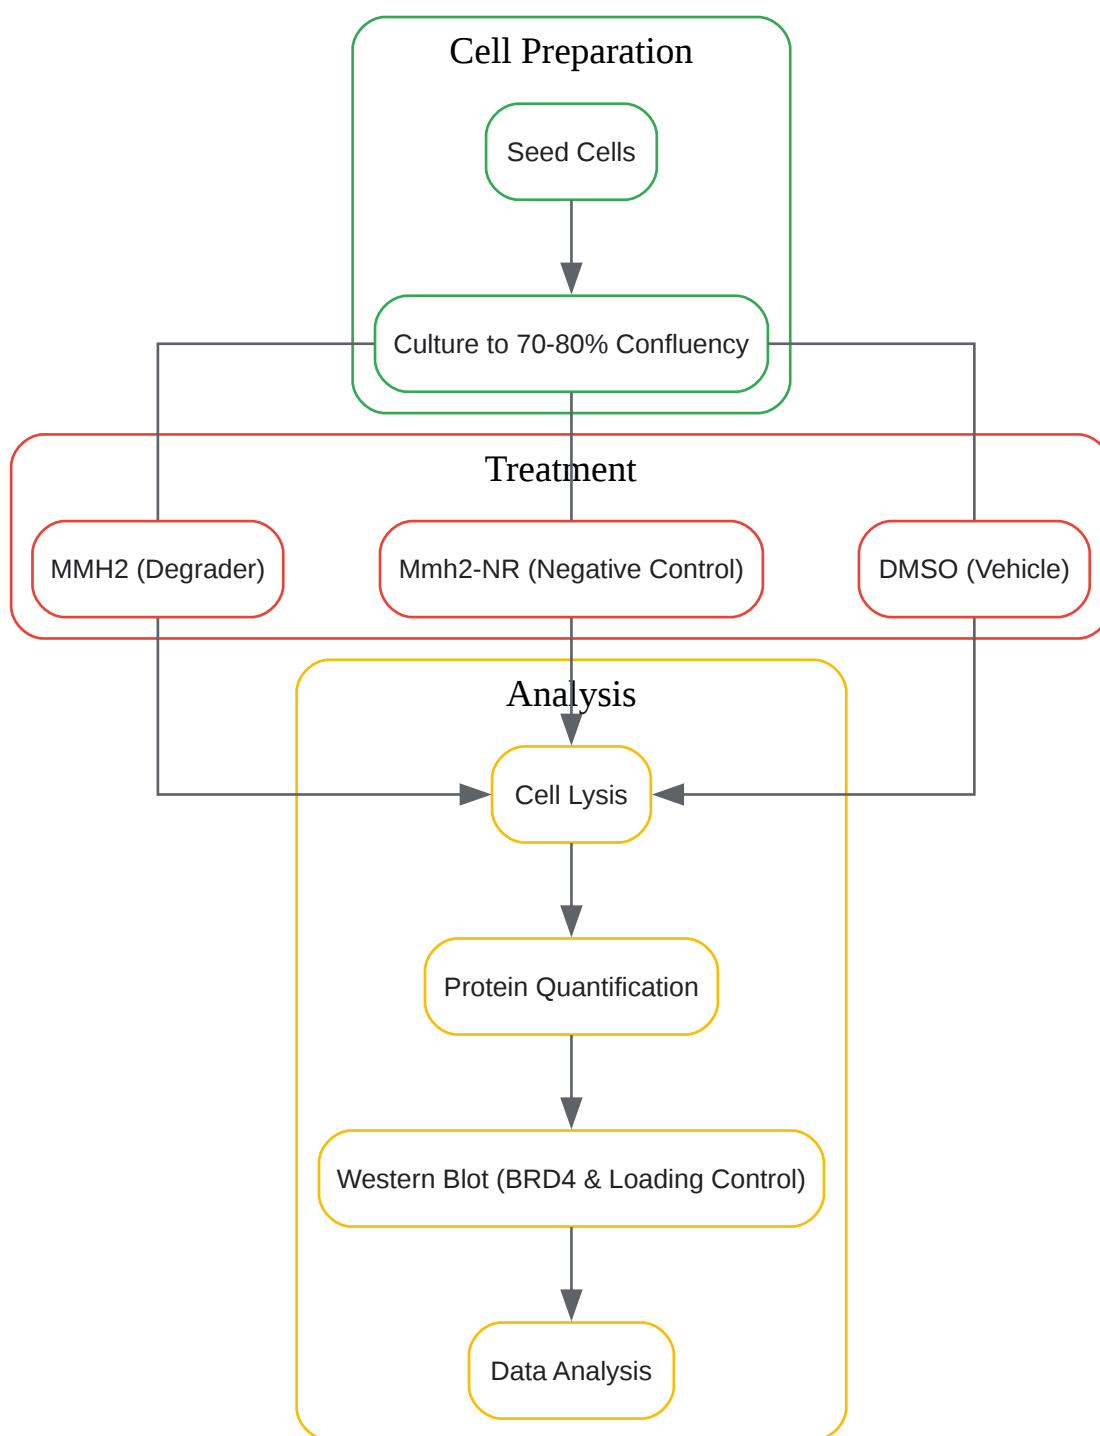 Cell Preparation
Seed Cells
Culture to 70-80% Confluency
Treatment
MMH2 (Degrader)
Mmh2-NR (Negative Control)
DMSO (Vehicle)
Analysis
Cell Lysis
Protein Quantification
Western Blot (BRD4 & Loading Control)
Data Analysis